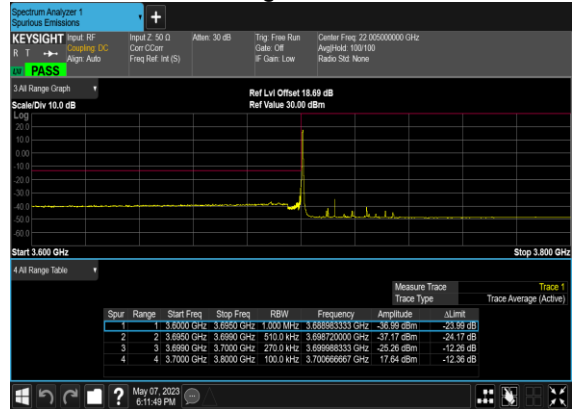 Spectrum Analyzer 1
Spurious Emissions
KEYSIGHT Input: RF Input Z: 50 Ω Atten: 30 dB Trig: Free Run Center Freq: 22.005000000 GHz
R T Coupling: DC Corr CCorr Gate: Off Avg|Hold: 100/100
Align: Auto Freq Ref: Int (S) IF Gain: Low Radio Std: None
PASS
3 All Range Graph Ref Lvl Offset 18.69 dB
Scale/Div 10.0 dB Ref Value 30.00 dBm
Log
20.0
10.0
0.00
-10.0
-20.0
-30.0
-40.0
-50.0
-60.0
Start 3.600 GHz Stop 3.800 GHz
4 All Range Table
Measure Trace Trace 1
Trace Type Trace Average (Active)
Spur Range Start Freq Stop Freq RBW Frequency Amplitude ΔLimit
1 1 3.6000 GHz 3.6950 GHz 1.000 MHz 3.688983333 GHz -36.99 dBm -23.99 dB
2 2 3.6950 GHz 3.6990 GHz 510.0 kHz 3.698720000 GHz -37.17 dBm -24.17 dB
3 3 3.6990 GHz 3.7000 GHz 270.0 kHz 3.699988333 GHz -25.26 dBm -12.26 dB
4 4 3.7000 GHz 3.8000 GHz 100.0 kHz 3.700666667 GHz 17.64 dBm -12.36 dB
May 07, 2023
6:11:49 PM